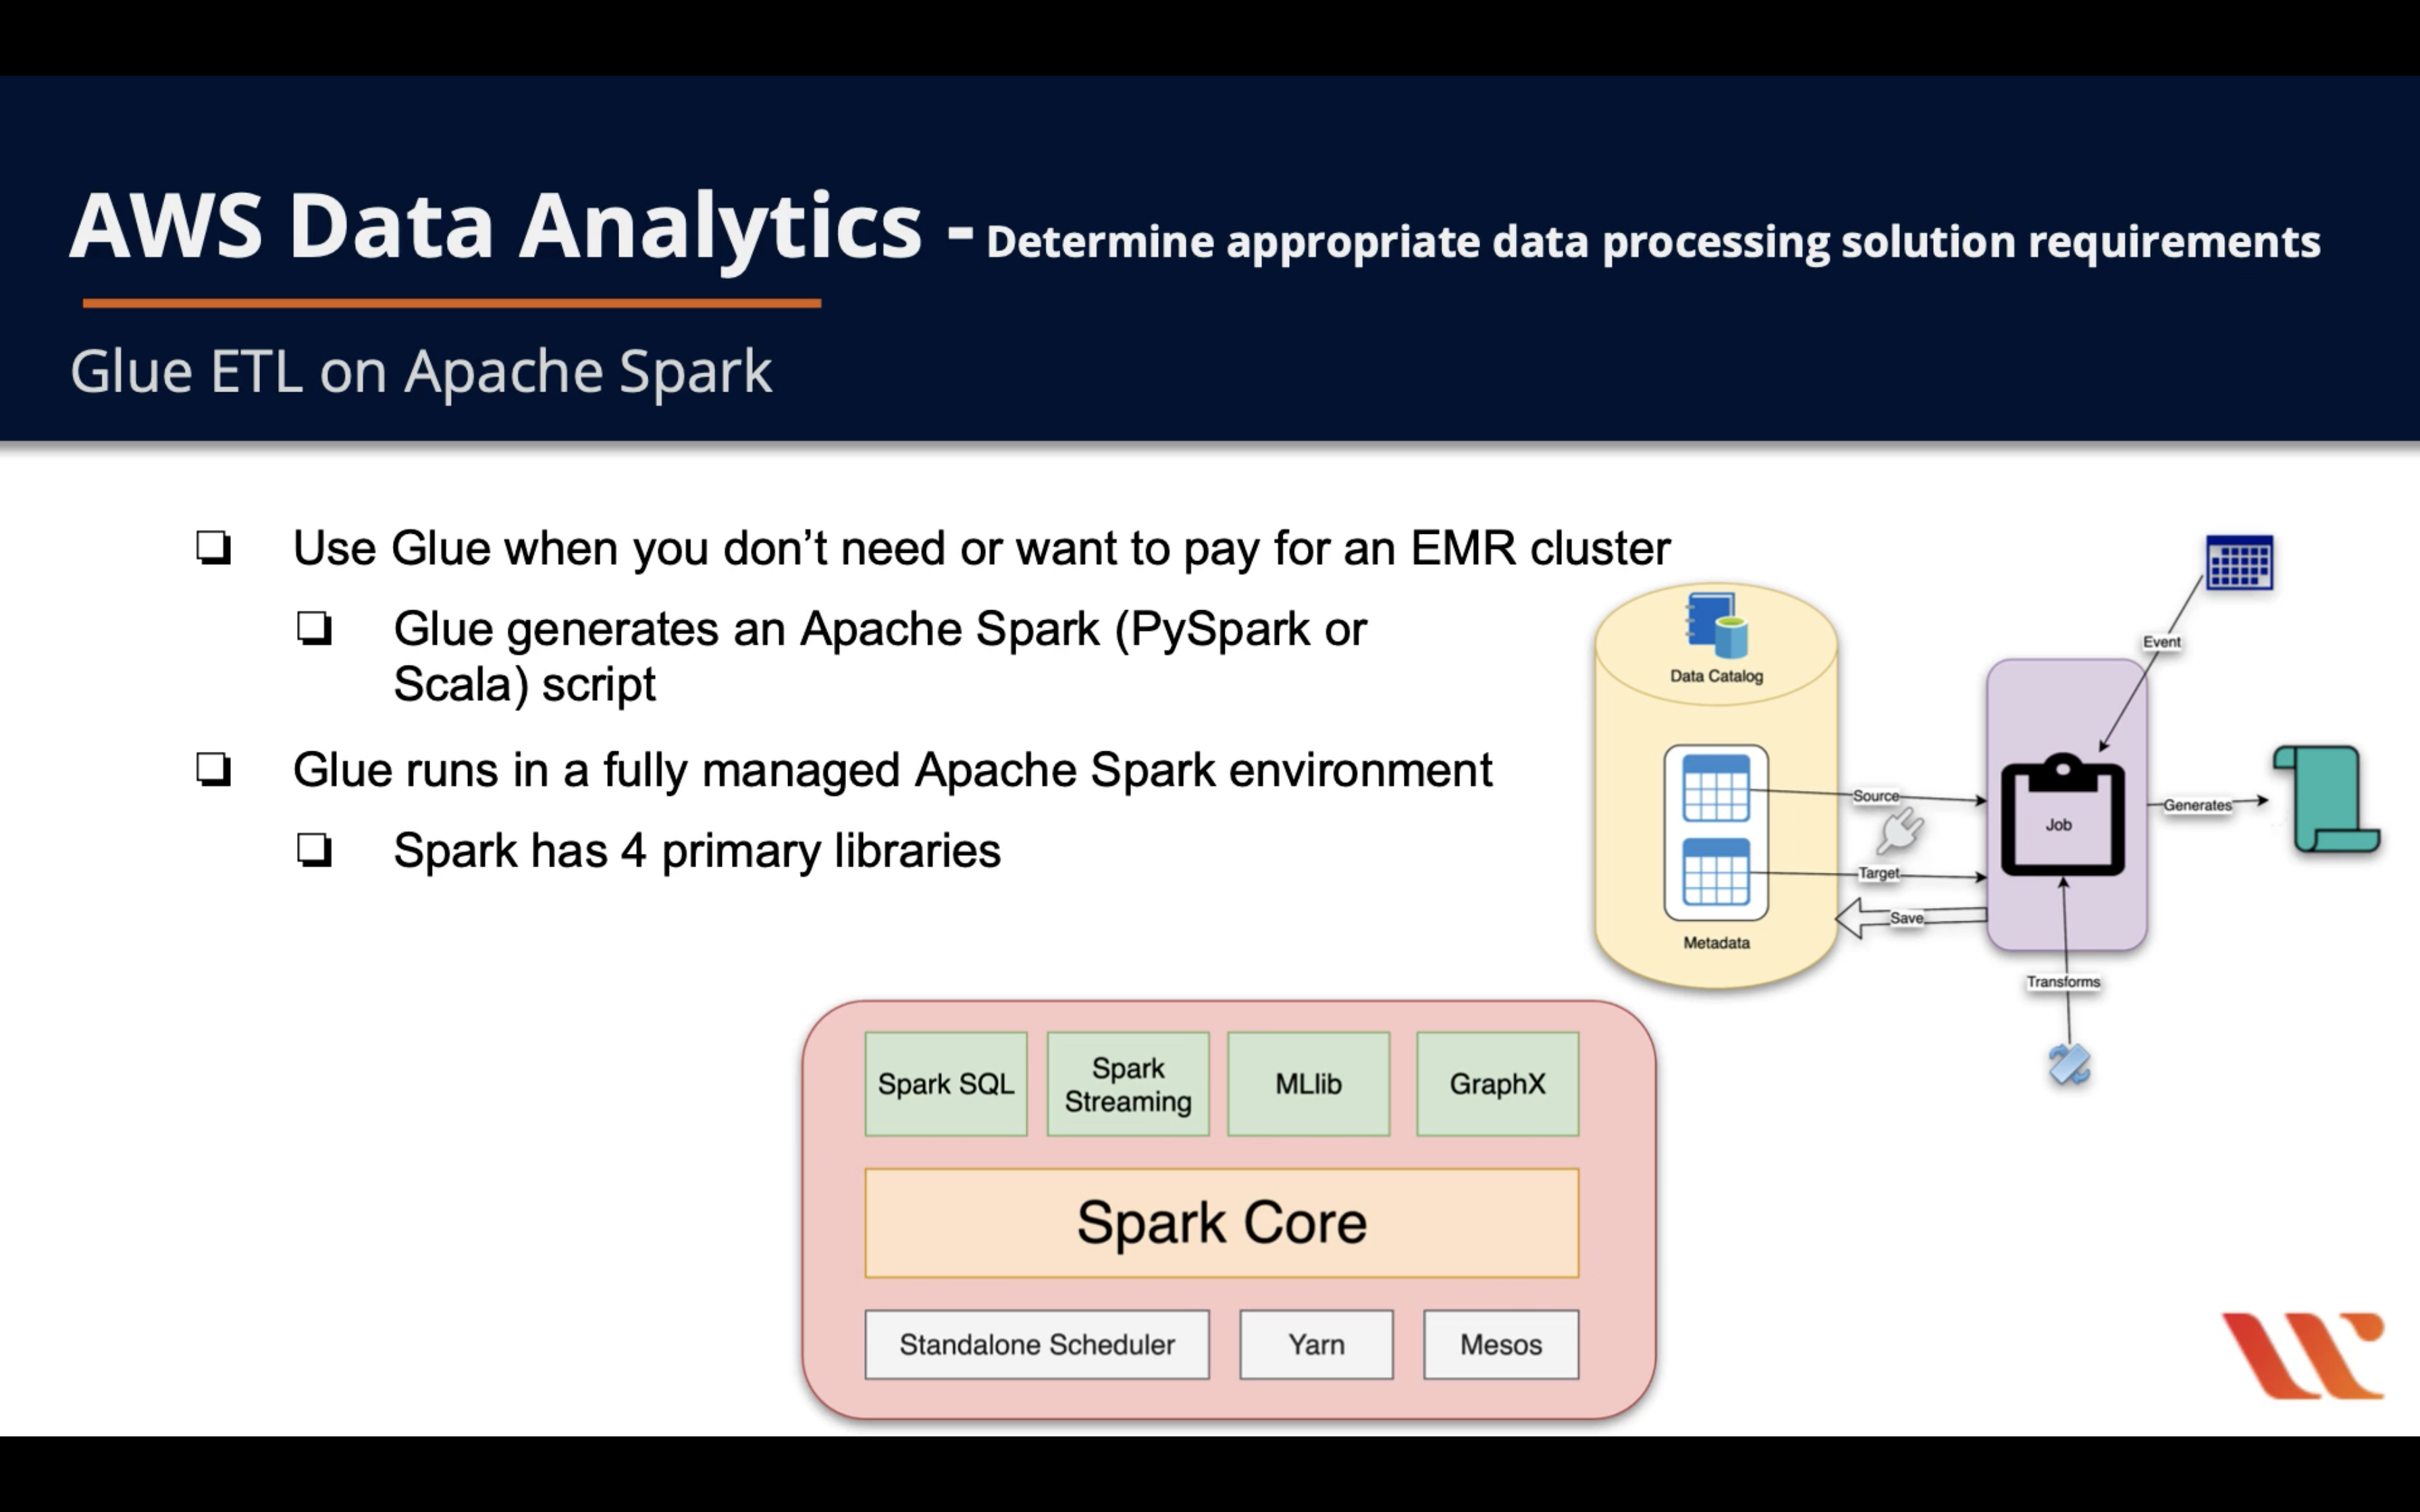 AWS Data Analytics - Determine appropriate data processing solution requirements
Glue ETL on Apache Spark
❏ Use Glue when you don’t need or want to pay for an EMR cluster
❏ Glue generates an Apache Spark (PySpark or
Scala) script
❏ Glue runs in a fully managed Apache Spark environment
❏ Spark has 4 primary libraries
Data Catalog
Metadata
Source
Target
Save
Event
Job
Generates
Transforms
Spark SQL
Spark
Streaming
MLlib
GraphX
Spark Core
Standalone Scheduler
Yarn
Mesos